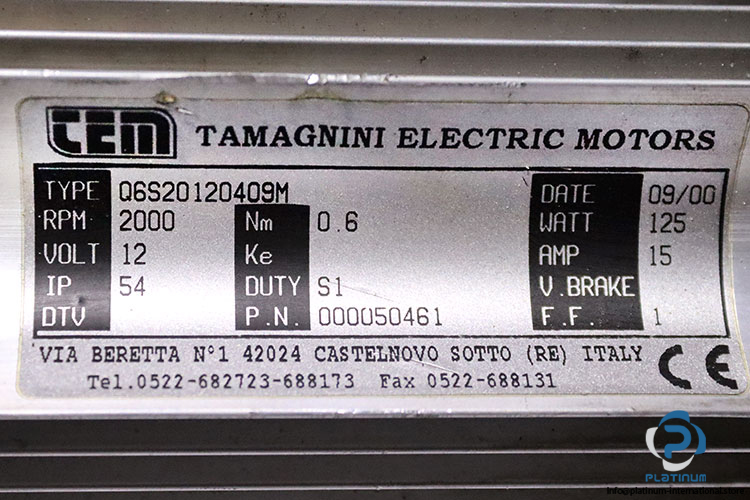 TEM TAMAGNINI ELECTRIC MOTORS
TYPE Q6S20120409M DATE 09/00
RPM 2000 Nm 0.6 WATT 125
VOLT 12 Ke AMP 15
IP 54 DUTY S1 V.BRAKE
DTV P.N. 000050461 F.F. 1
VIA BERETTA N°1 42024 CASTELNOVO SOTTO (RE) ITALY CE
Tel.0522-682723-688173 Fax 0522-688131
PLATINUM